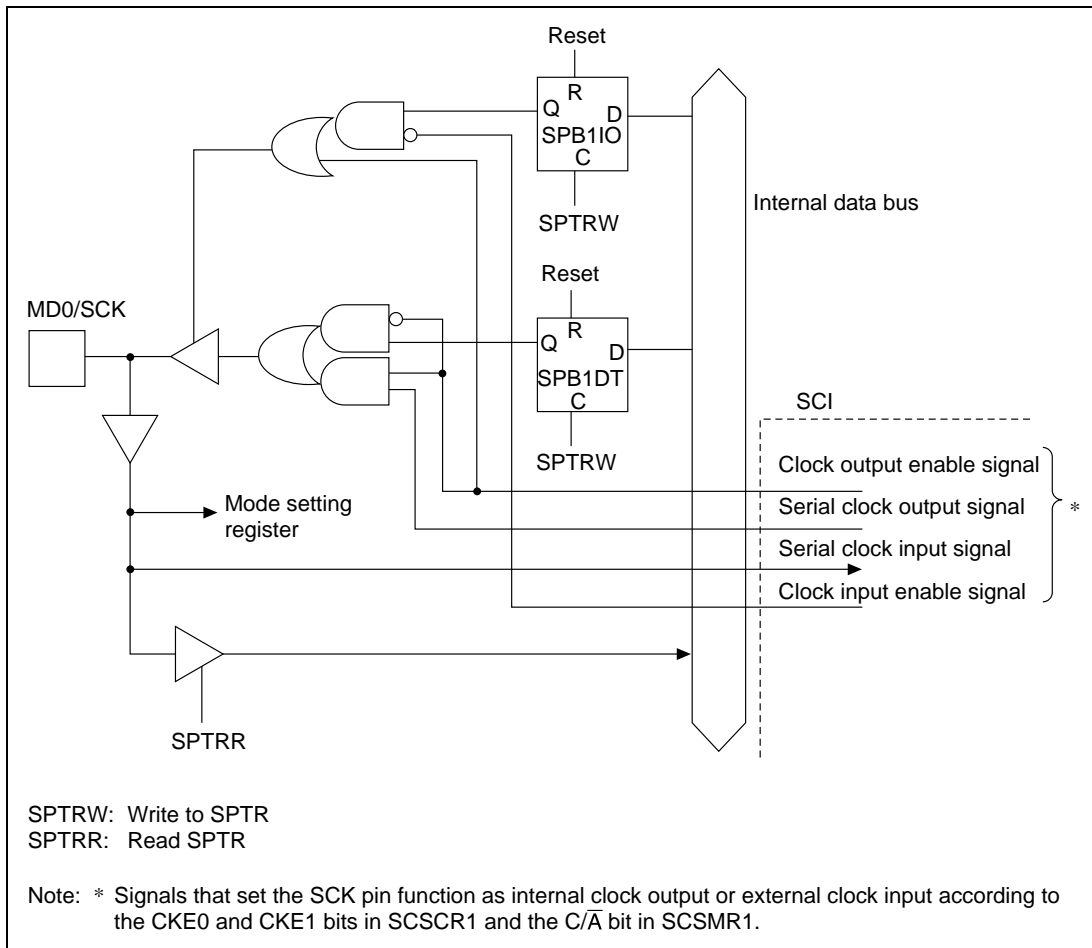 Reset
R
Q
D
SPB1IO
C
SPTRW
Internal data bus
Reset
MD0/SCK
R
Q
D
SPB1DT
C
SCI
SPTRW
Clock output enable signal
Mode setting
register
Serial clock output signal
*
Serial clock input signal
Clock input enable signal
SPTRR
SPTRW: Write to SPTR
SPTRR: Read SPTR
Note: * Signals that set the SCK pin function as internal clock output or external clock input according to
the CKE0 and CKE1 bits in SCSCR1 and the C/A̅ bit in SCSMR1.